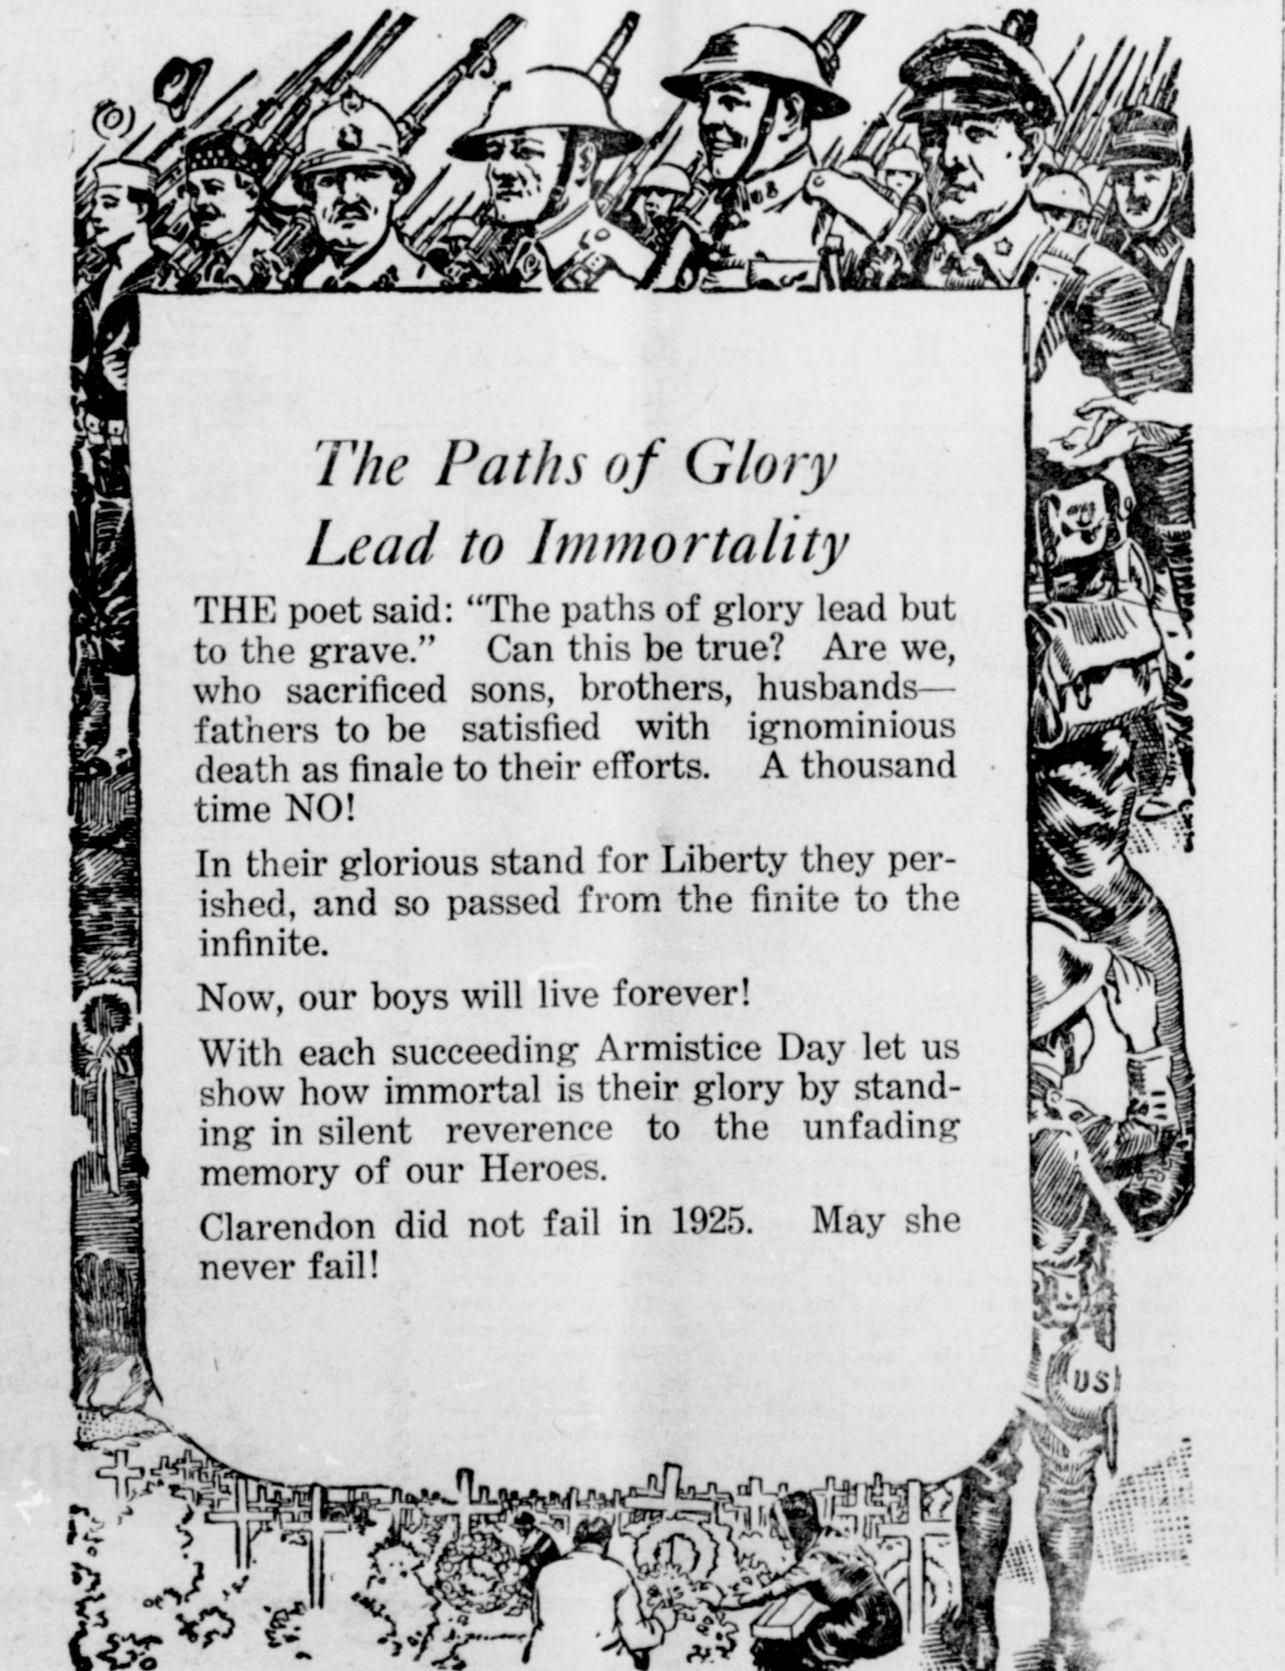 The Paths of Glory
Lead to Immortality
THE poet said: “The paths of glory lead but
to the grave.” Can this be true? Are we,
who sacrificed sons, brothers, husbands—
fathers to be satisfied with ignominious
death as finale to their efforts. A thousand
time NO!
In their glorious stand for Liberty they per-
ished, and so passed from the finite to the
infinite.
Now, our boys will live forever!
With each succeeding Armistice Day let us
show how immortal is their glory by stand-
ing in silent reverence to the unfading
memory of our Heroes.
Clarendon did not fail in 1925. May she
never fail!
US